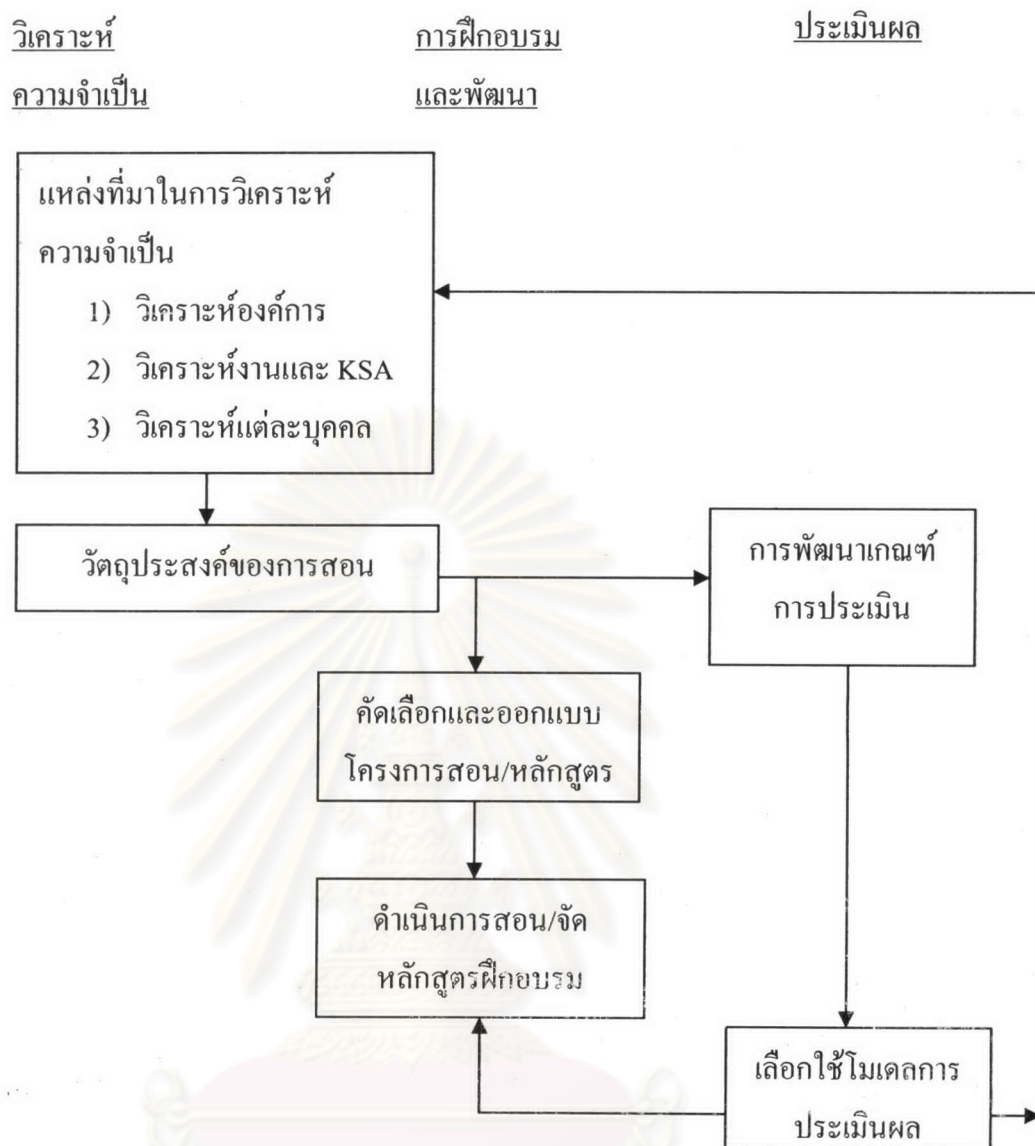 วิเคราะห์
ความจำเป็น
การฝึกอบรม
และพัฒนา
ประเมินผล
แหล่งที่มาในการวิเคราะห์
ความจำเป็น
1) วิเคราะห์องค์การ
2) วิเคราะห์งานและ KSA
3) วิเคราะห์แต่ละบุคคล
วัตถุประสงค์ของการสอน
การพัฒนาเกณฑ์
การประเมิน
คัดเลือกและออกแบบ
โครงการสอน/หลักสูตร
ดำเนินการสอน/จัด
หลักสูตรฝึกอบรม
เลือกใช้โมเดลการ
ประเมินผล